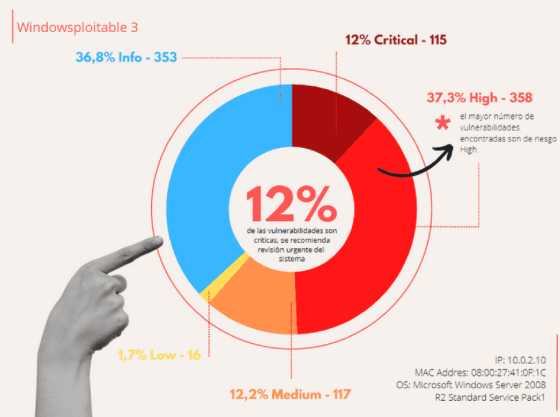 Windowsploitable 3
12% Critical - 115
36,8% Info - 353
37,3% High - 358
*
el mayor número de
vulnerabilidades
encontradas son de riesgo
High.
12%
de las vulnerabilidades son
críticas, se recomienda
revisión urgente del
sistema
1,7% Low - 16
12,2% Medium - 117
IP: 10.0.2.10
MAC Addres: 08:00:27:41:0F:1C
OS: Microsoft Windows Server 2008
R2 Standard Service Pack1